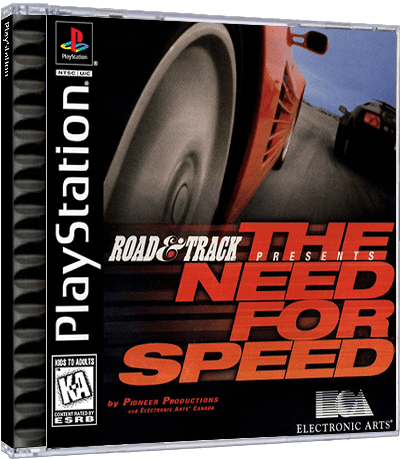 PlayStation
PlayStation
NTSC U/C
PlayStation®
ROAD & TRACK
PRESENTS
THE
NEED
FOR
SPEED
KIDS TO ADULTS
K-A
CONTENT RATED BY
ESRB
by PIONEER PRODUCTIONS
AND ELECTRONIC ARTS® CANADA
EA
ELECTRONIC ARTS®